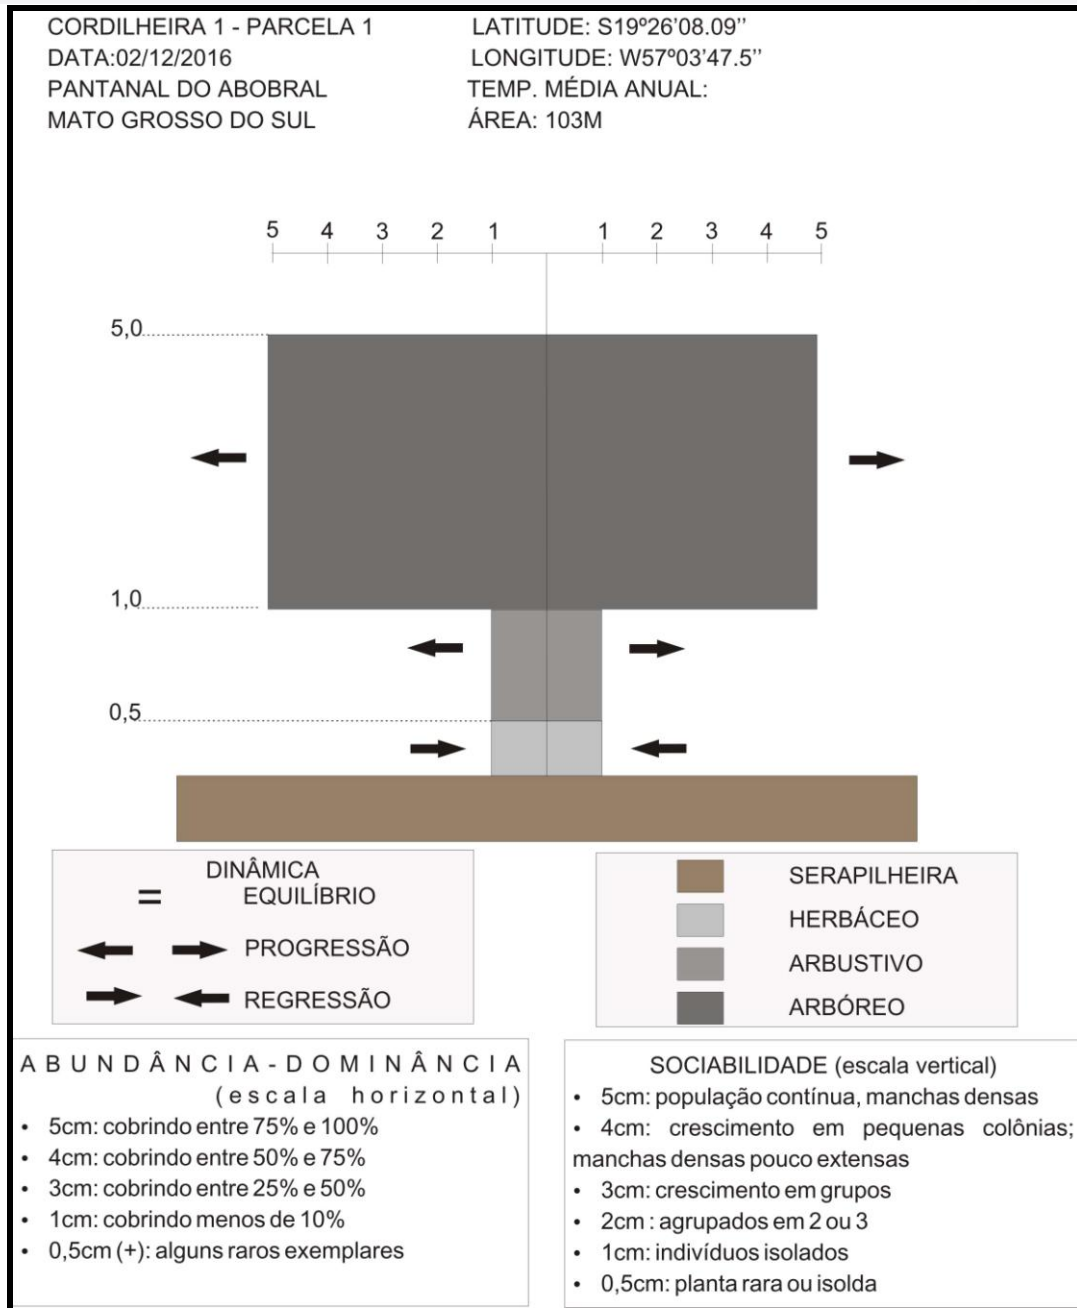 CORDILHEIRA 1 - PARCELA 1
DATA:02/12/2016
PANTANAL DO ABOBRAL
MATO GROSSO DO SUL
LATITUDE: S19º26'08.09’’
LONGITUDE: W57º03'47.5’’
TEMP. MÉDIA ANUAL:
ÁREA: 103M
5 4 3 2 1 1 2 3 4 5
5,0
1,0
0,5
DINÂMICA
= EQUILÍBRIO
PROGRESSÃO
REGRESSÃO
SERAPILHEIRA
HERBÁCEO
ARBUSTIVO
ARBÓREO
ABUNDÂNCIA-DOMINÂNCIA
(escala horizontal)
• 5cm: cobrindo entre 75% e 100%
• 4cm: cobrindo entre 50% e 75%
• 3cm: cobrindo entre 25% e 50%
• 1cm: cobrindo menos de 10%
• 0,5cm (+): alguns raros exemplares
SOCIABILIDADE (escala vertical)
• 5cm: população contínua, manchas densas
• 4cm: crescimento em pequenas colônias;
manchas densas pouco extensas
• 3cm: crescimento em grupos
• 2cm : agrupados em 2 ou 3
• 1cm: indivíduos isolados
• 0,5cm: planta rara ou isolda